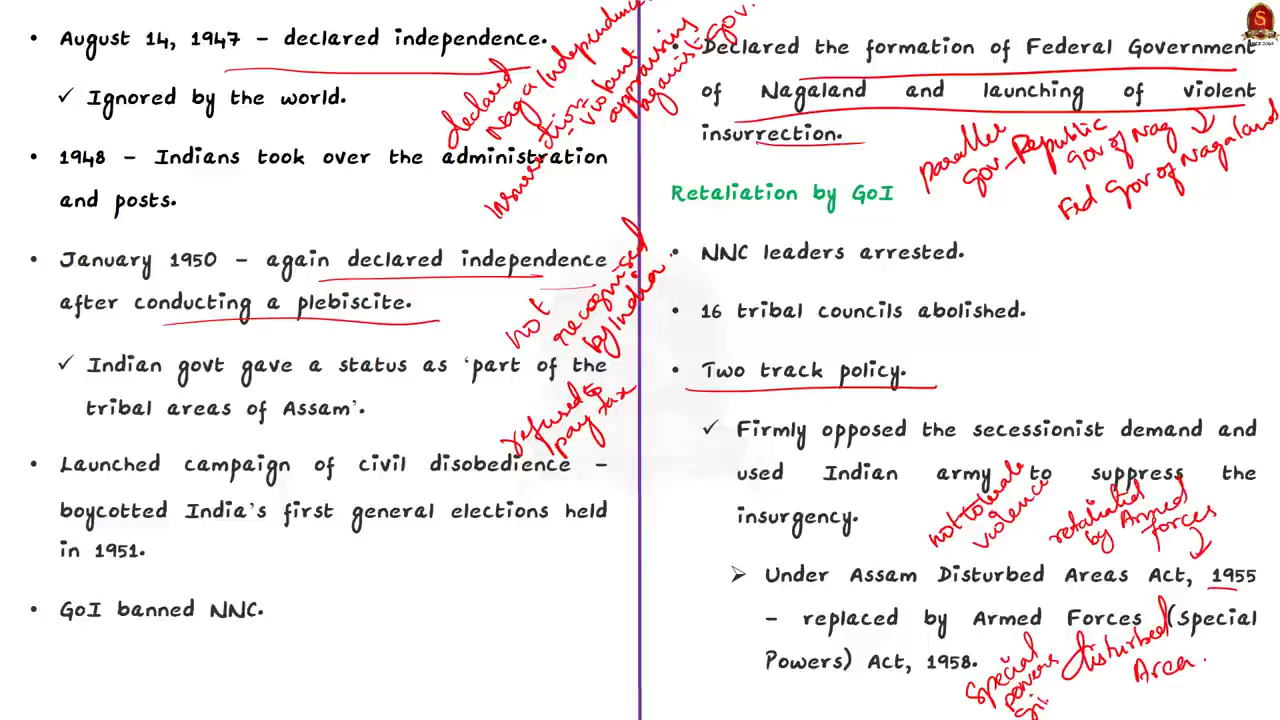 • August 14, 1947 – declared independence.
✓ Ignored by the world.
• 1948 – Indians took over the administration
and posts.
• January 1950 – again declared independence
after conducting a plebiscite.
✓ Indian govt gave a status as 'part of the
tribal areas of Assam'.
• Launched campaign of civil disobedience –
boycotted India's first general elections held
in 1951.
• GoI banned NNC.
declared
Naga Independence
violent
against Gov.
not
recognised
by India.
refused to
pay tax
• Declared the formation of Federal Government
of Nagaland and launching of violent
insurrection.
parallel
gov – Republic
Gov of Nag
Fed Gov of Nagaland
Retaliation by GoI
• NNC leaders arrested.
• 16 tribal councils abolished.
• Two track policy.
✓ Firmly opposed the secessionist demand and
used Indian army to suppress the
insurgency.
not tolerate
violence
retaliated
by Armed
forces
➢ Under Assam Disturbed Areas Act, 1955
– replaced by Armed Forces (Special
Powers) Act, 1958.
special
powers
disturbed
Area.
S